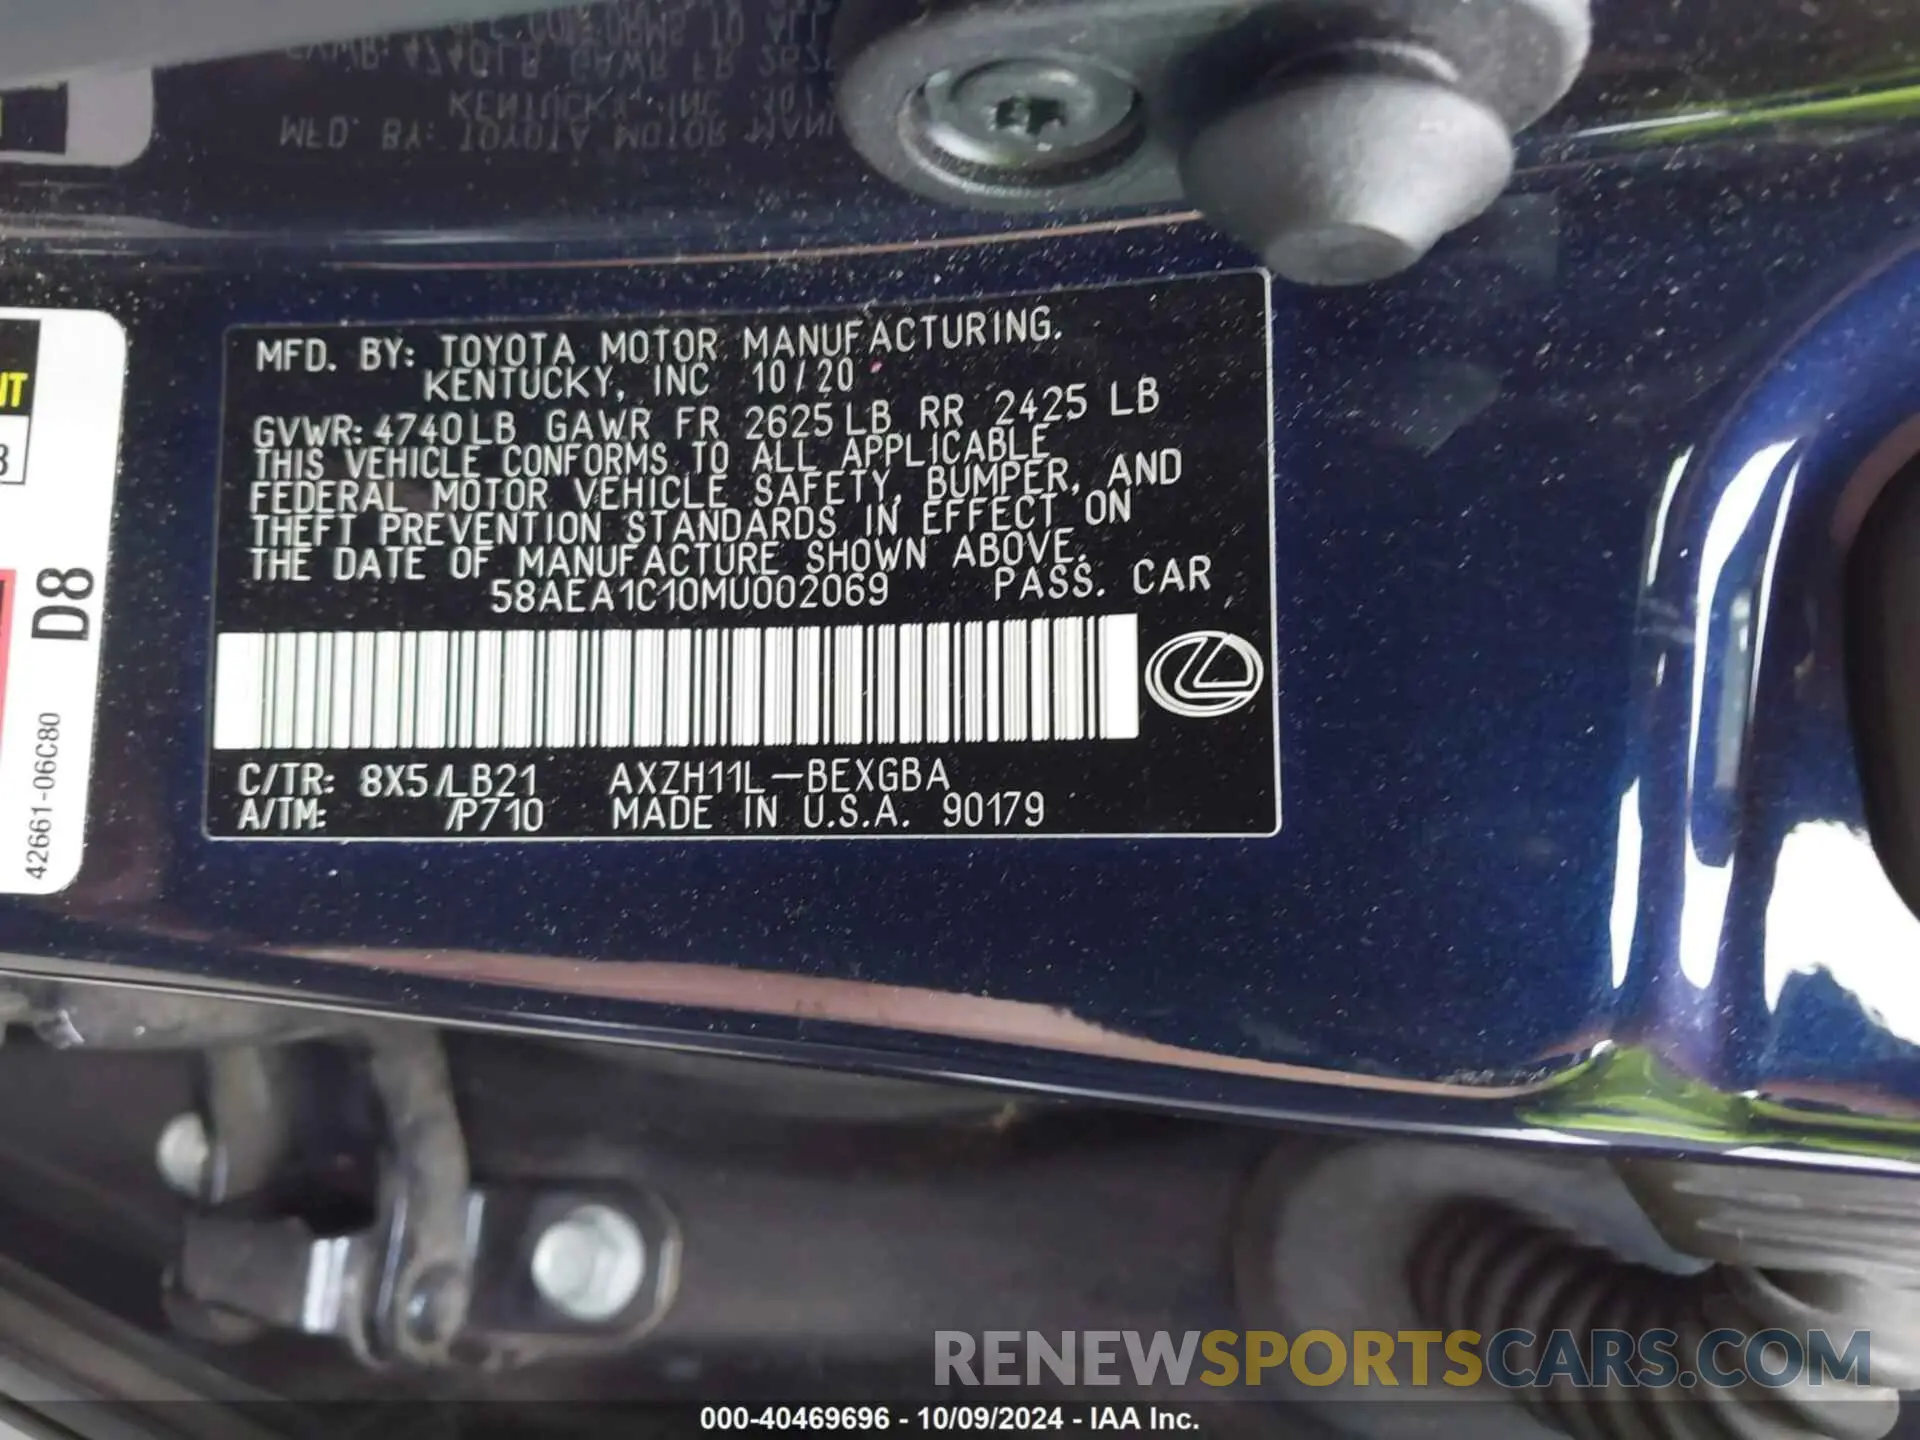 MFD. BY: TOYOTA MOTOR MANUFACTURING.
KENTUCKY, INC 10/20
GVWR: 4740LB GAWR FR 2625LB RR 2425 LB
THIS VEHICLE CONFORMS TO ALL APPLICABLE
FEDERAL MOTOR VEHICLE SAFETY, BUMPER, AND
THEFT PREVENTION STANDARDS IN EFFECT ON
THE DATE OF MANUFACTURE SHOWN ABOVE.
58AEA1C10MU002069 PASS. CAR
C/TR: 8X5/LB21 AXZH11L-BEXGBA
A/TM: /P710 MADE IN U.S.A. 90179
D8
42661-06C80
RENEWSPORTSCARS.COM
000-40469696 - 10/09/2024 - IAA Inc.